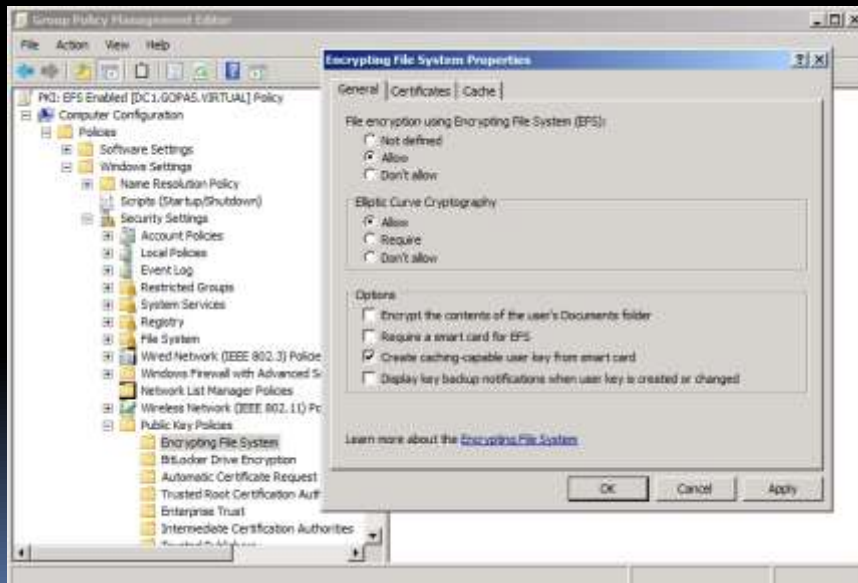 Group Policy Management Editor
File Action View Help
PKI: EFS Enabled [DC1.GOPAS.VIRTUAL] Policy
Computer Configuration
Policies
Software Settings
Windows Settings
Name Resolution Policy
Scripts (Startup/Shutdown)
Security Settings
Account Policies
Local Policies
Event Log
Restricted Groups
System Services
Registry
File System
Wired Network (IEEE 802.3) Policie
Windows Firewall with Advanced S
Network List Manager Policies
Wireless Network (IEEE 802.11) Po
Public Key Policies
Encrypting File System
BitLocker Drive Encryption
Automatic Certificate Request
Trusted Root Certification Auth
Enterprise Trust
Intermediate Certification Authorities
Encrypting File System Properties
General Certificates Cache
File encryption using Encrypting File System (EFS):
Not defined
Allow
Don't allow
Elliptic Curve Cryptography
Allow
Require
Don't allow
Options
Encrypt the contents of the user's Documents folder
Require a smart card for EFS
Create caching-capable user key from smart card
Display key backup notifications when user key is created or changed
Learn more about the Encrypting File System
OK Cancel Apply